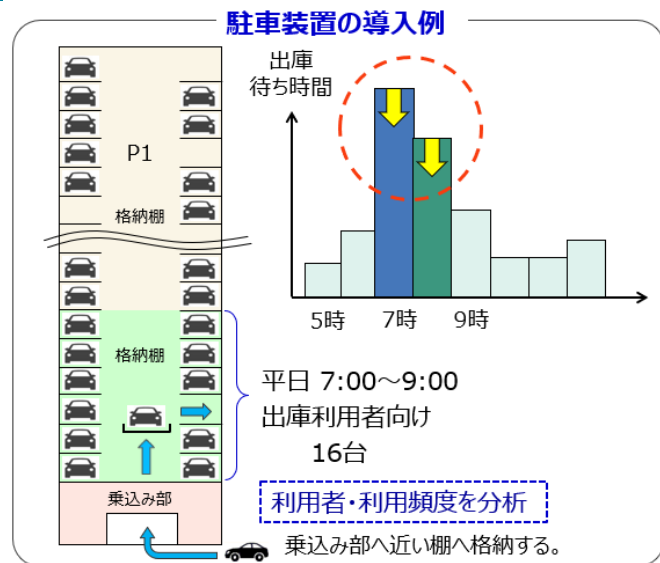 駐車装置の導入例
出庫
待ち時間
P1
格納棚
5時 7時 9時
格納棚
平日 7:00～9:00
出庫利用者向け
16台
利用者・利用頻度を分析
乗込み部
乗込み部へ近い棚へ格納する。